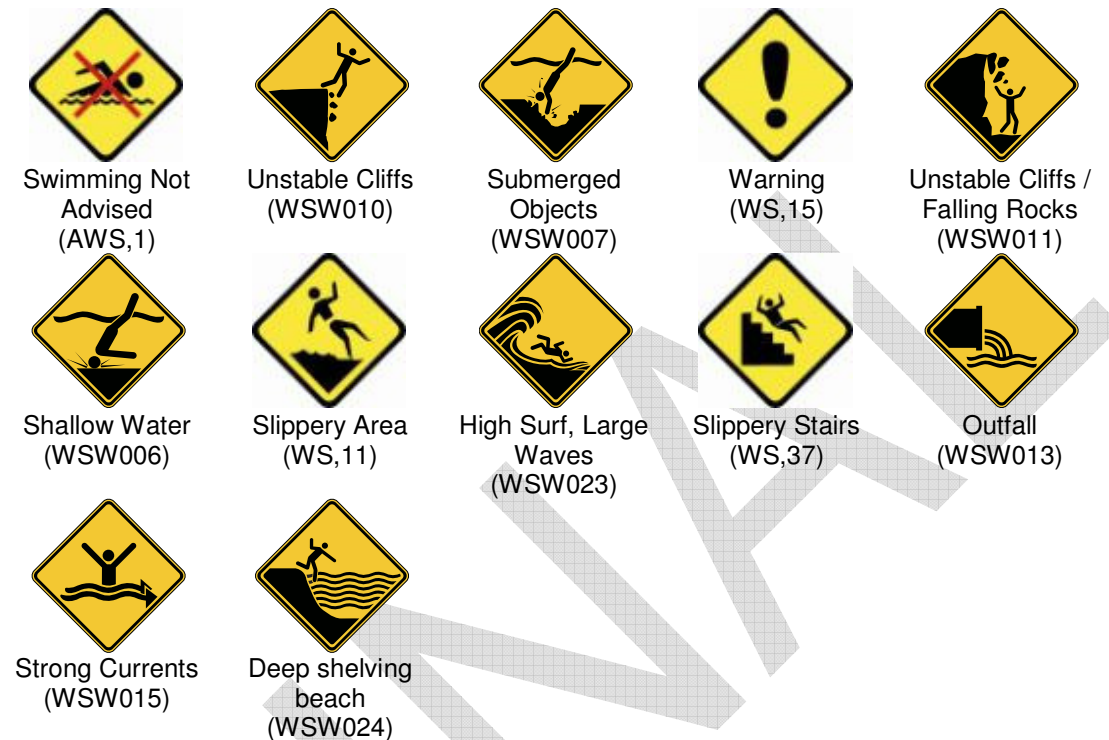 Swimming Not
Advised
(AWS,1)
Unstable Cliffs
(WSW010)
Submerged
Objects
(WSW007)
Warning
(WS,15)
Unstable Cliffs /
Falling Rocks
(WSW011)
Shallow Water
(WSW006)
Slippery Area
(WS,11)
High Surf, Large
Waves
(WSW023)
Slippery Stairs
(WS,37)
Outfall
(WSW013)
Strong Currents
(WSW015)
Deep shelving
beach
(WSW024)